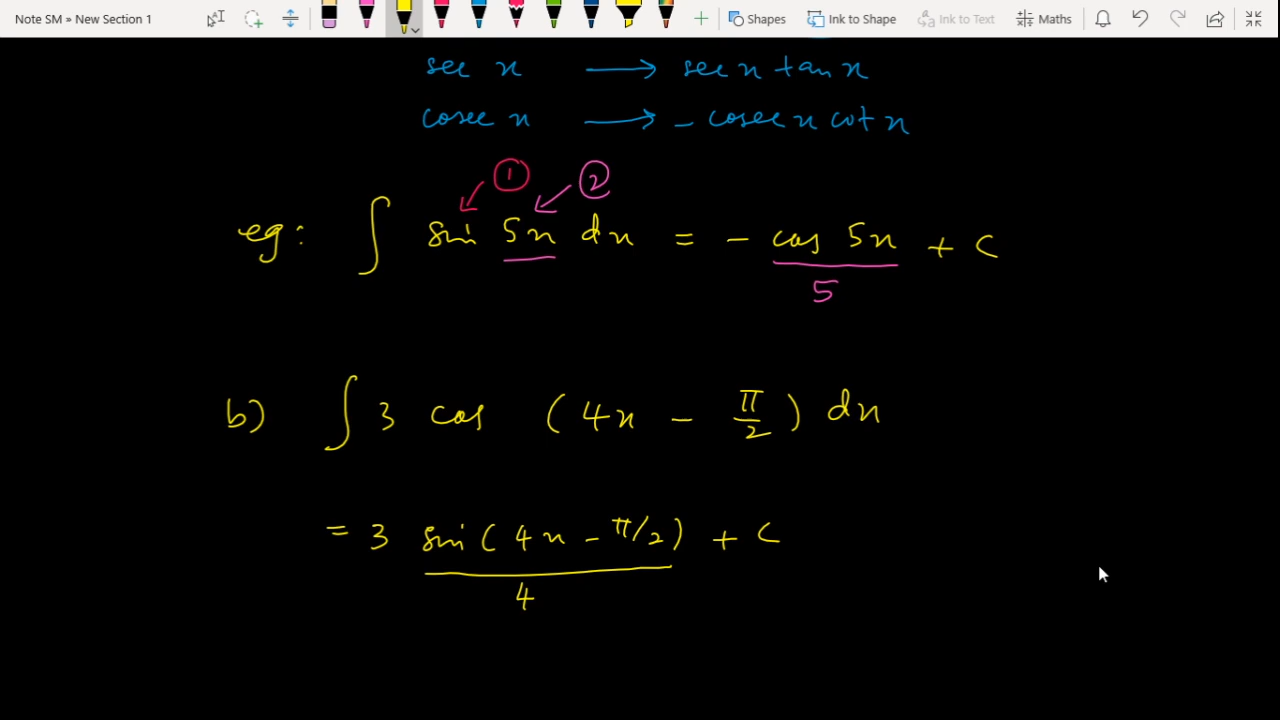 Note SM » New Section 1
Shapes
Ink to Shape
Ink to Text
Maths
sec x → sec x tan x
cosec x → - cosec x cot x
① ②
eg: ∫ sin 5x dx = - cos 5x / 5 + c
b) ∫ 3 cos (4x - π/2) dx
= 3 sin(4x - π/2) / 4 + c